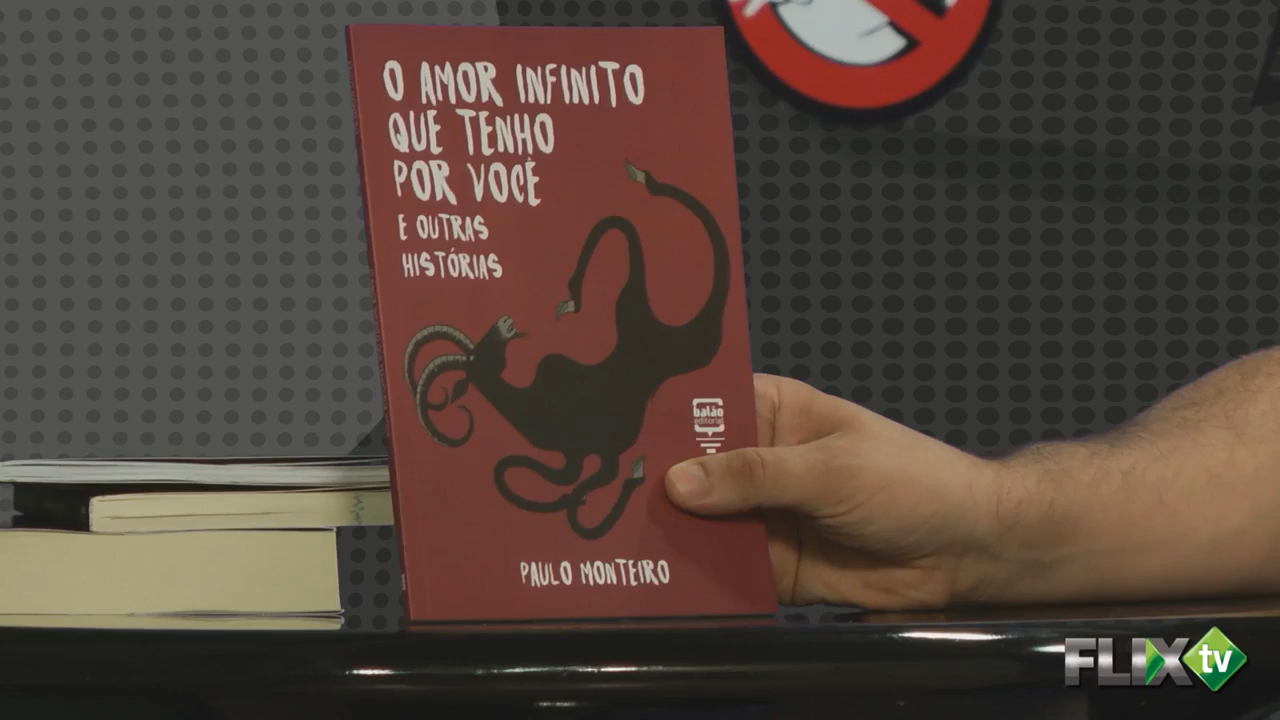 O AMOR INFINITO
QUE TENHO
POR VOCÊ
E OUTRAS
HISTÓRIAS
balão
editorial
PAULO MONTEIRO
FLIX tv